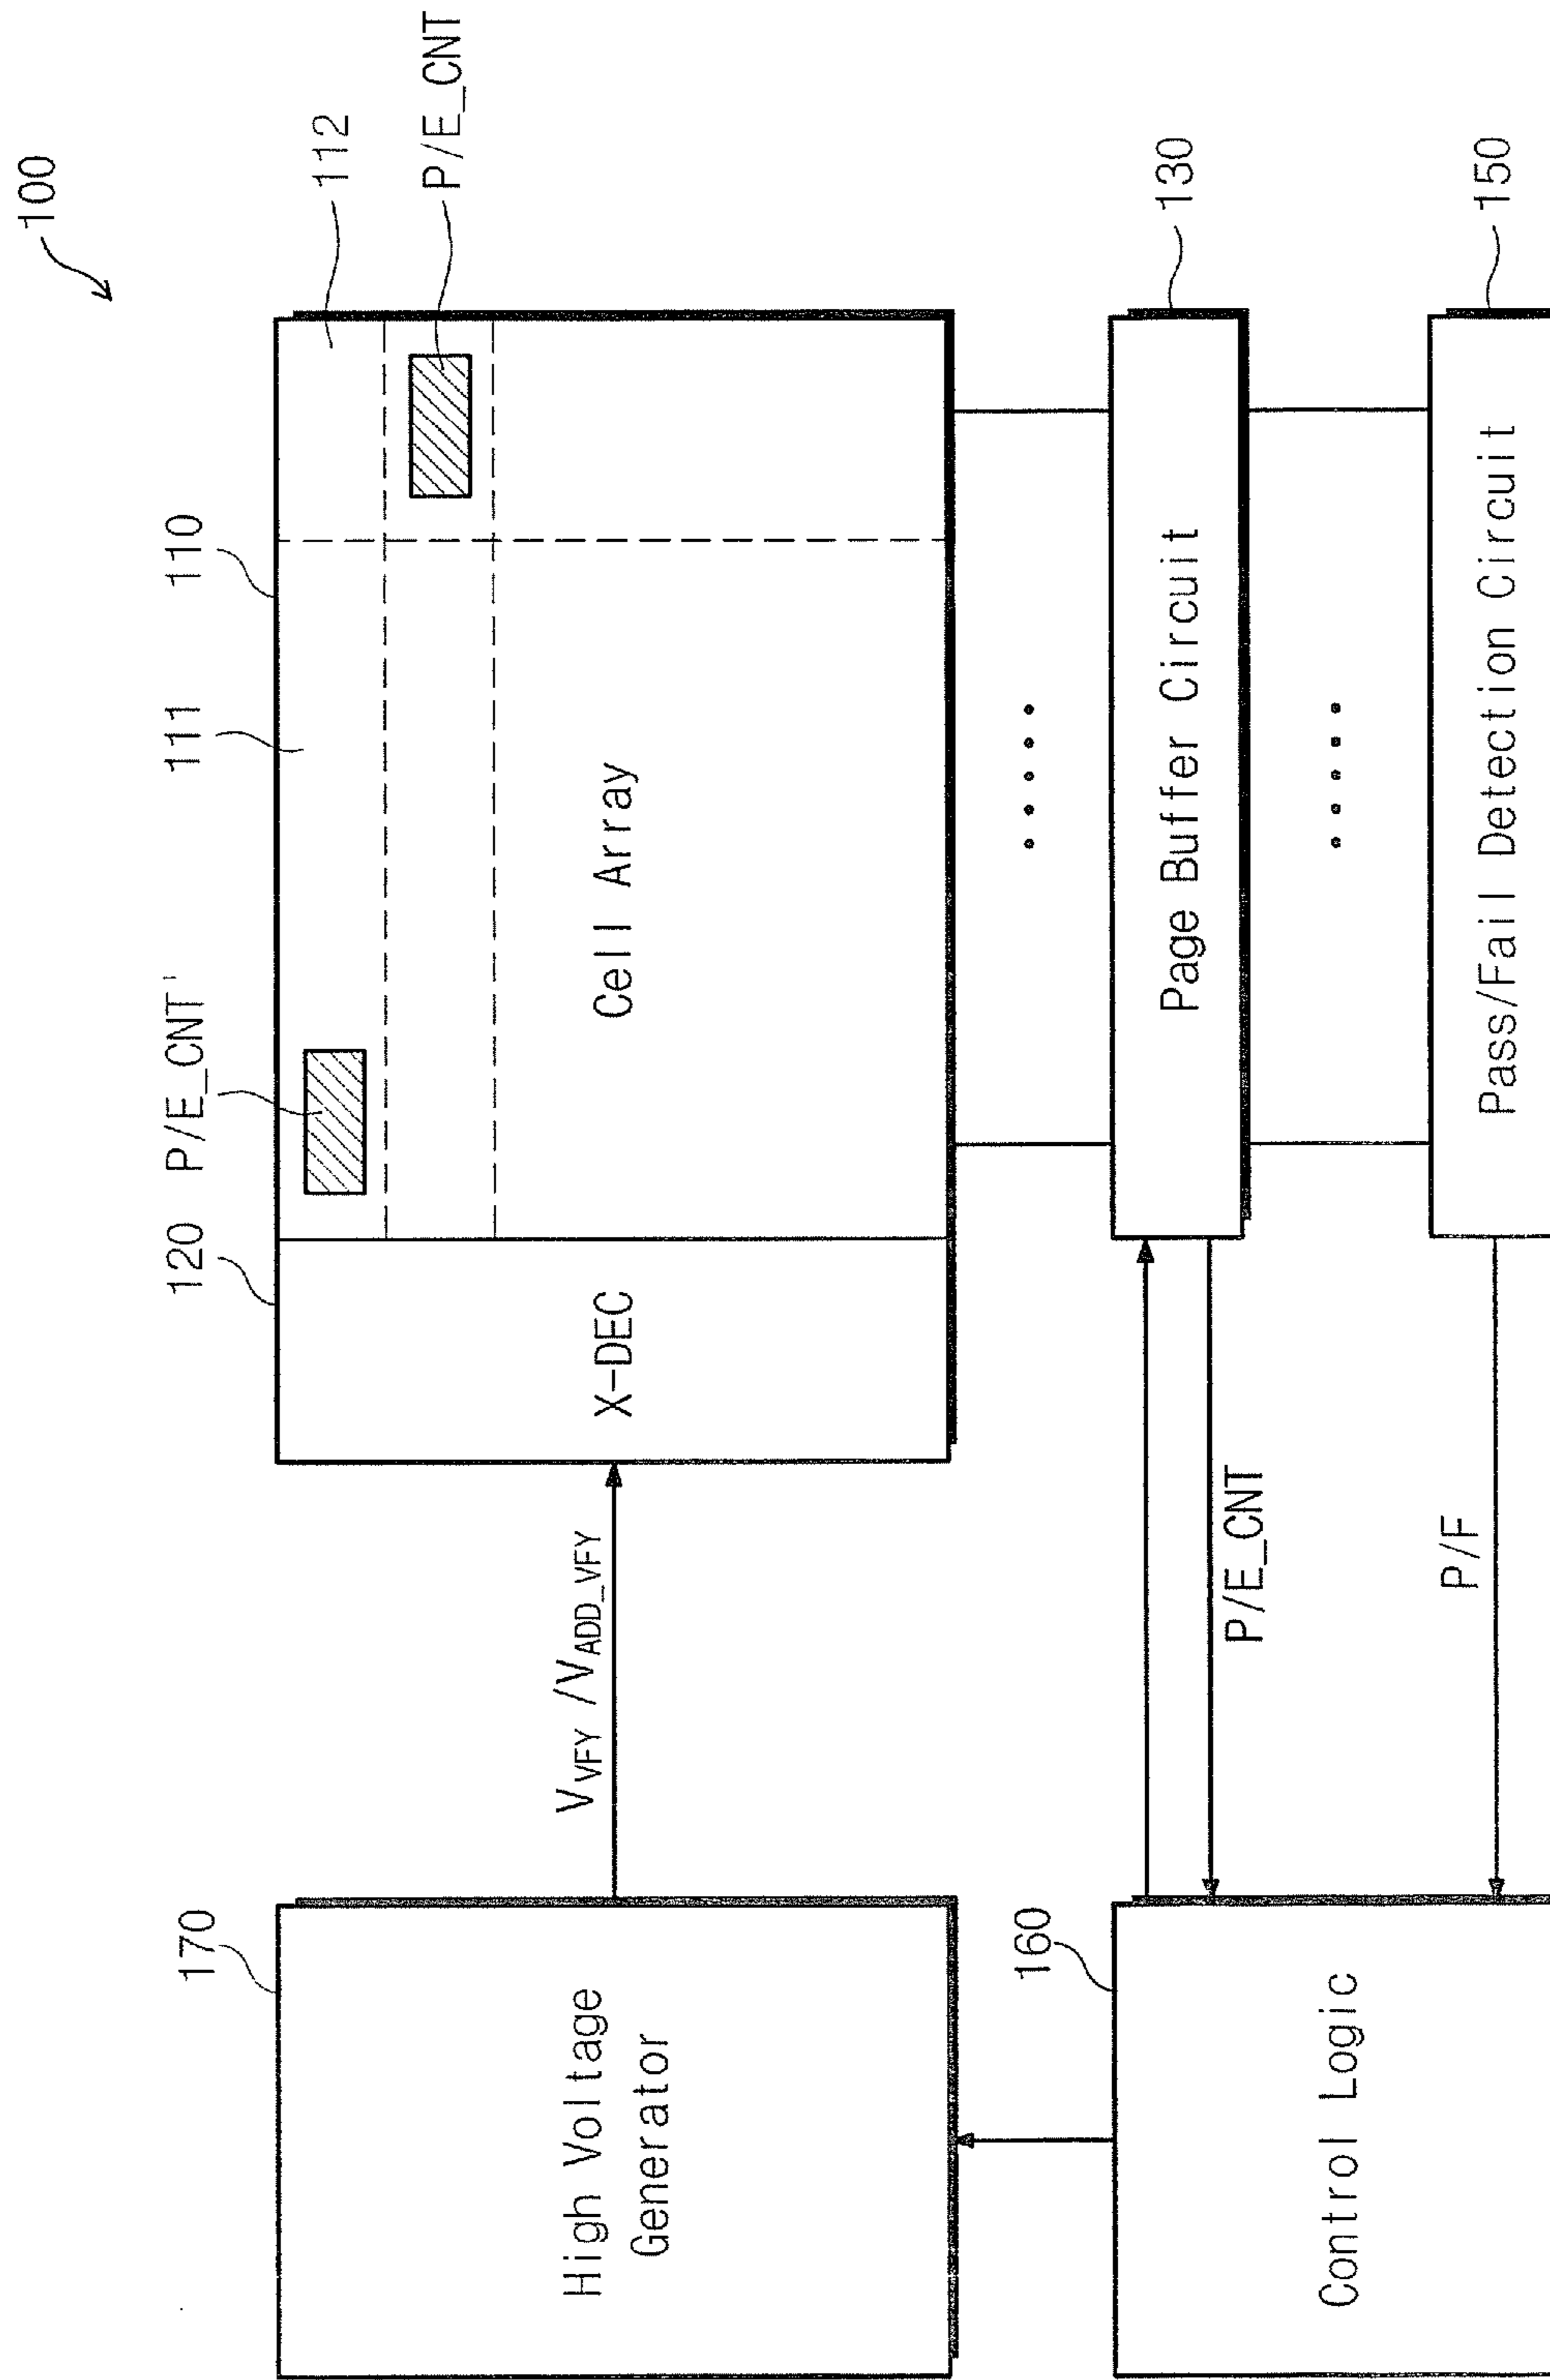 100
170
120
P/E_CNT'
111
110
112
P/E_CNT
High Voltage
Generator
V_VFY /V_ADD_VFY
X-DEC
Cell Array
160
130
Control Logic
P/E_CNT
Page Buffer Circuit
P/F
150
Pass/Fail Detection Circuit